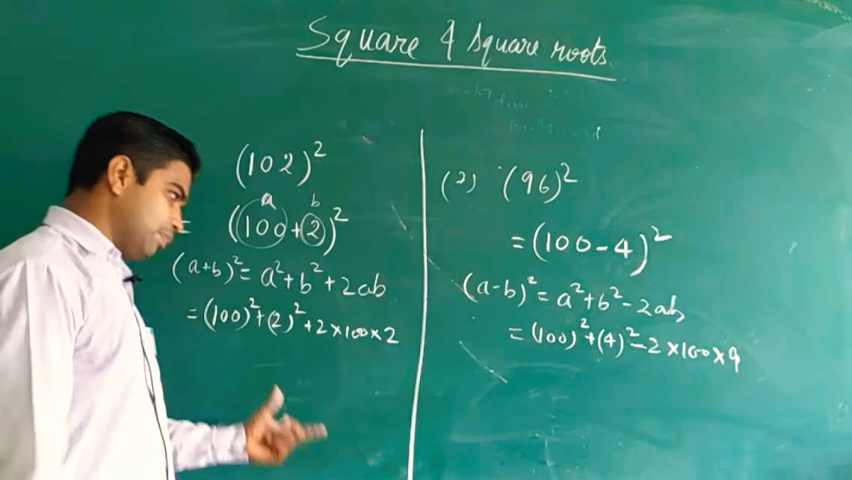 Square & Square roots
(102)²
a b
= (100+2)²
(a+b)² = a² + b² + 2ab
= (100)² + (2)² + 2×100×2
(2) (96)²
= (100-4)²
(a-b)² = a² + b² - 2ab
= (100)² + (4)² - 2×100×9